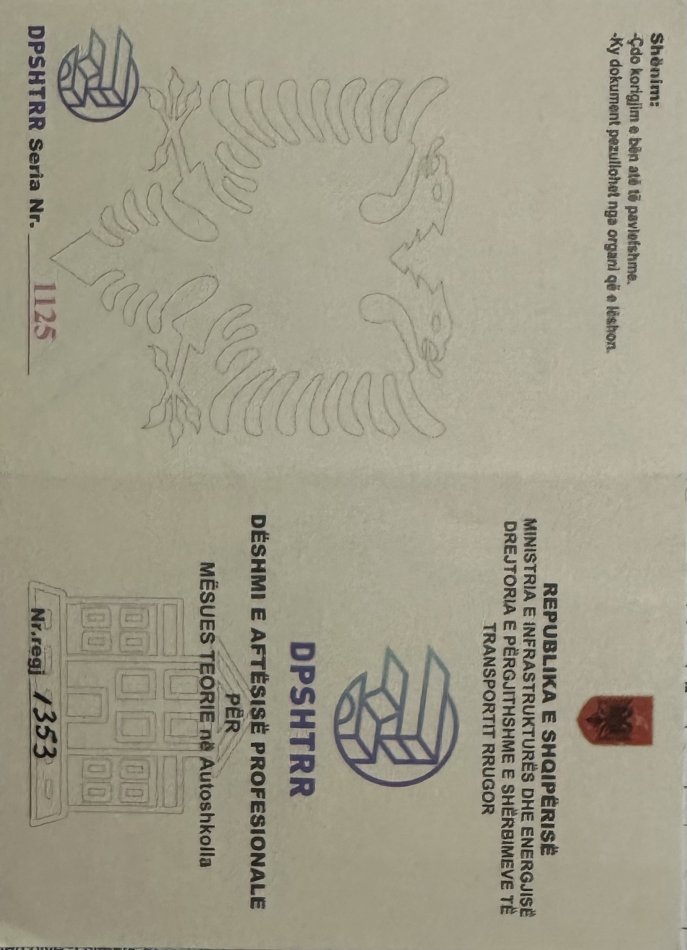 Shënim:
-Çdo korigjim e bën atë të pavlefshme.
-Ky dokument pezullohet nga organi që e lëshon.
DPSHTRR Seria Nr. 1125
REPUBLIKA E SHQIPËRISË
MINISTRIA E INFRASTRUKTURËS DHE ENERGJISË
DREJTORIA E PËRGJITHSHME E SHËRBIMEVE TË
TRANSPORTIT RRUGOR
DPSHTRR
DËSHMI E AFTËSISË PROFESIONALE
PËR
MËSUES TEORIE në Autoshkolla
Nr.regj 1353